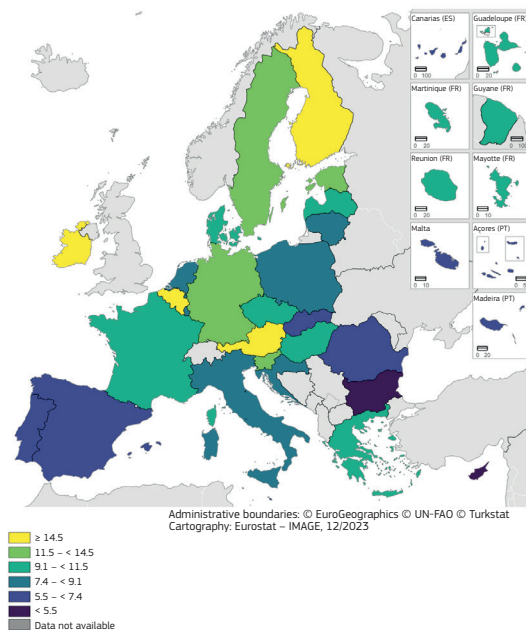 Canarias (ES)
0 100
Guadeloupe (FR)
0 20
Martinique (FR)
0 20
Guyane (FR)
0 100
Reunion (FR)
0 20
Mayotte (FR)
0 10
Malta
0 10
Açores (PT)
Madeira (PT)
0 20
Administrative boundaries: © EuroGeographics © UN-FAO © Turkstat
Cartography: Eurostat – IMAGE, 12/2023
≥ 14.5
11.5 – < 14.5
9.1 – < 11.5
7.4 – < 9.1
5.5 – < 7.4
< 5.5
Data not available